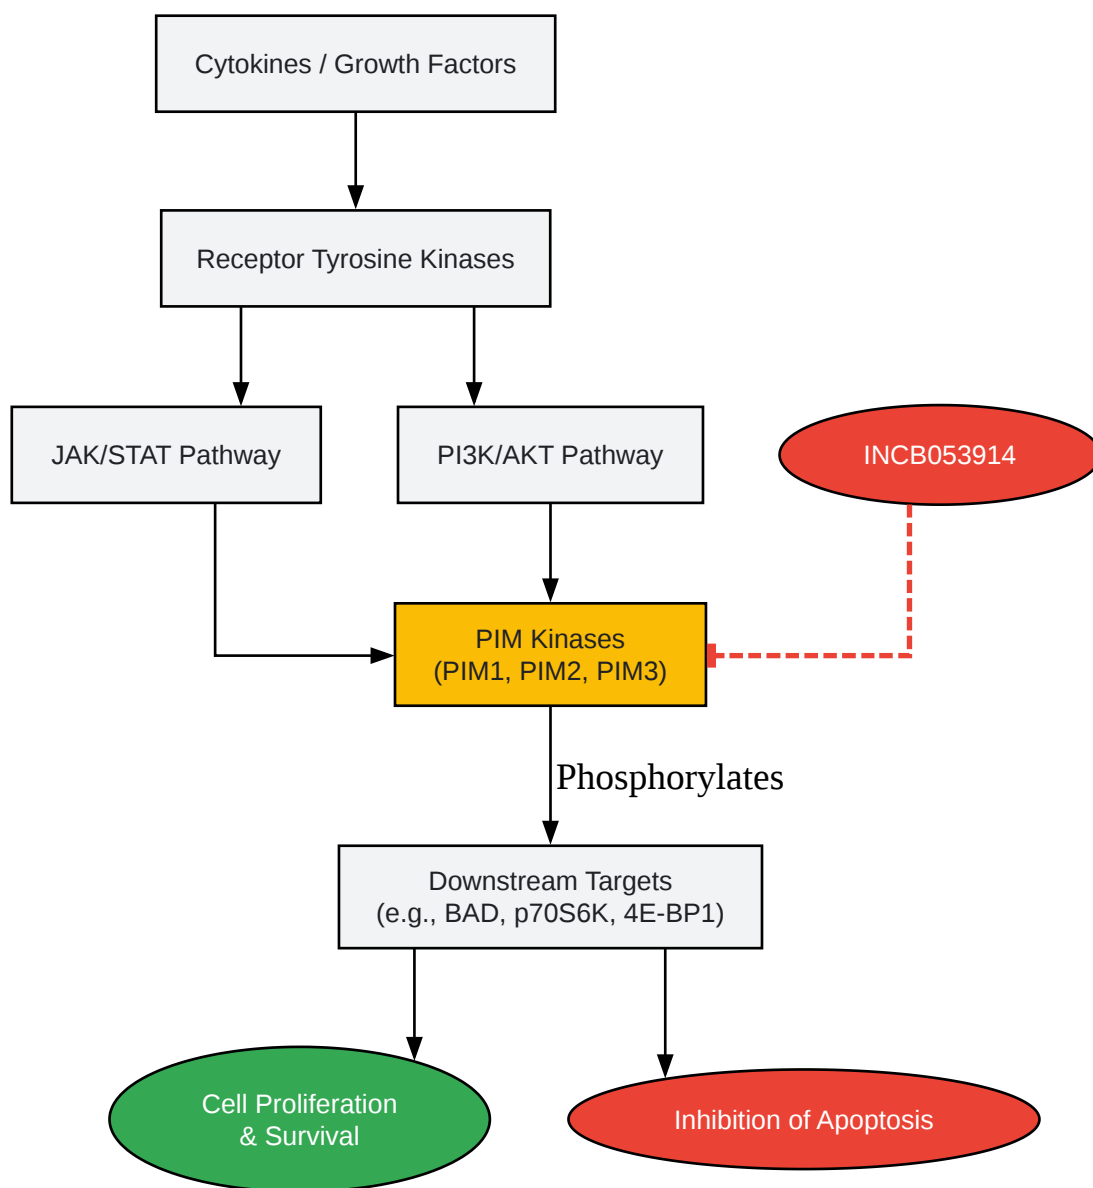 Cytokines / Growth Factors
Receptor Tyrosine Kinases
JAK/STAT Pathway
PI3K/AKT Pathway
INCB053914
PIM Kinases
(PIM1, PIM2, PIM3)
Phosphorylates
Downstream Targets
(e.g., BAD, p70S6K, 4E-BP1)
Cell Proliferation
& Survival
Inhibition of Apoptosis